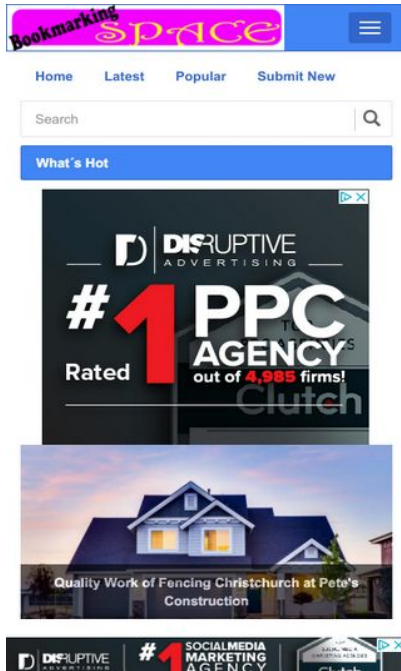 Bookmarking
SPACE
Home Latest Popular Submit New
Search
What´s Hot
DISRUPTIVE
ADVERTISING
#1 PPC
AGENCY
Rated
out of 4,985 firms!
Clutch
Quality Work of Fencing Christchurch at Pete's
Construction
DISRUPTIVE
ADVERTISING
#
SOCIALMEDIA
MARKETING
AGENCY
Clutch